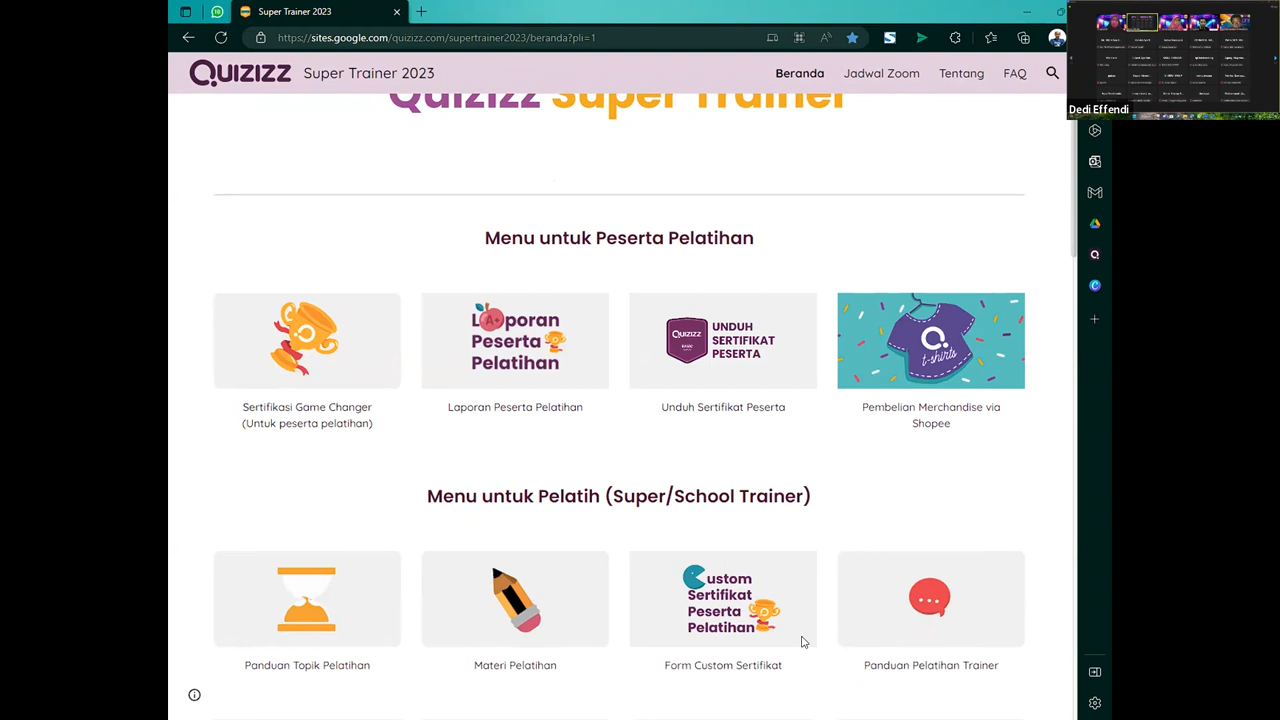 Super Trainer 2023
https://sites.google.com/quizizz.com/supertrainer2023/beranda?pli=1
Dedi Effendi
QUIZIZZ Super Trainer 2023
Beranda Jadwal Zoom Tentang FAQ
Quizizz Super Trainer
Menu untuk Peserta Pelatihan
A+
Laporan
Peserta
Pelatihan
QUIZIZZ
UNDUH
SERTIFIKAT
PESERTA
t-shirts
Sertifikasi Game Changer
(Untuk peserta pelatihan)
Laporan Peserta Pelatihan
Unduh Sertifikat Peserta
Pembelian Merchandise via
Shopee
Menu untuk Pelatih (Super/School Trainer)
Custom
Sertifikat
Peserta
Pelatihan
Panduan Topik Pelatihan
Materi Pelatihan
Form Custom Sertifikat
Panduan Pelatihan Trainer